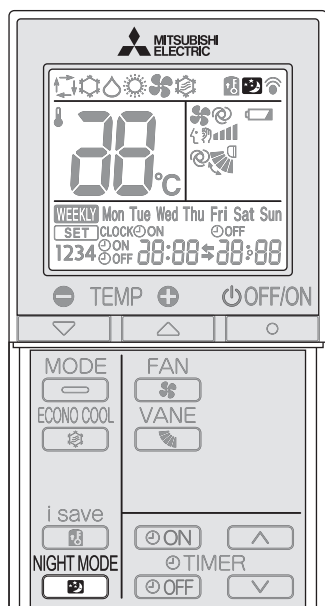 MITSUBISHI
ELECTRIC
88°C
WEEKLY Mon Tue Wed Thu Fri Sat Sun
SET CLOCK ON OFF
1234 ON OFF 88:88 88:88
TEMP OFF/ON
MODE FAN
ECONO COOL VANE
i save
ON
NIGHT MODE TIMER
OFF